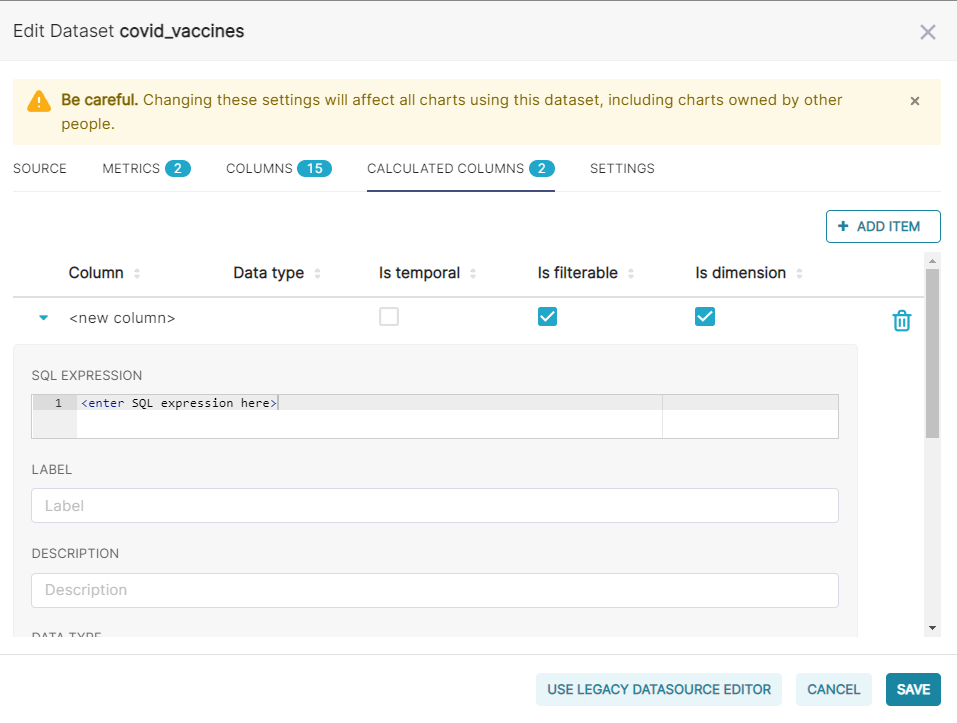 Edit Dataset covid_vaccines
Be careful. Changing these settings will affect all charts using this dataset, including charts owned by other
people.
SOURCE METRICS 2 COLUMNS 15 CALCULATED COLUMNS 2 SETTINGS
+ ADD ITEM
Column Data type Is temporal Is filterable Is dimension
<new column>
SQL EXPRESSION
1 <enter SQL expression here>
LABEL
Label
DESCRIPTION
Description
DATA TYPE
USE LEGACY DATASOURCE EDITOR CANCEL SAVE